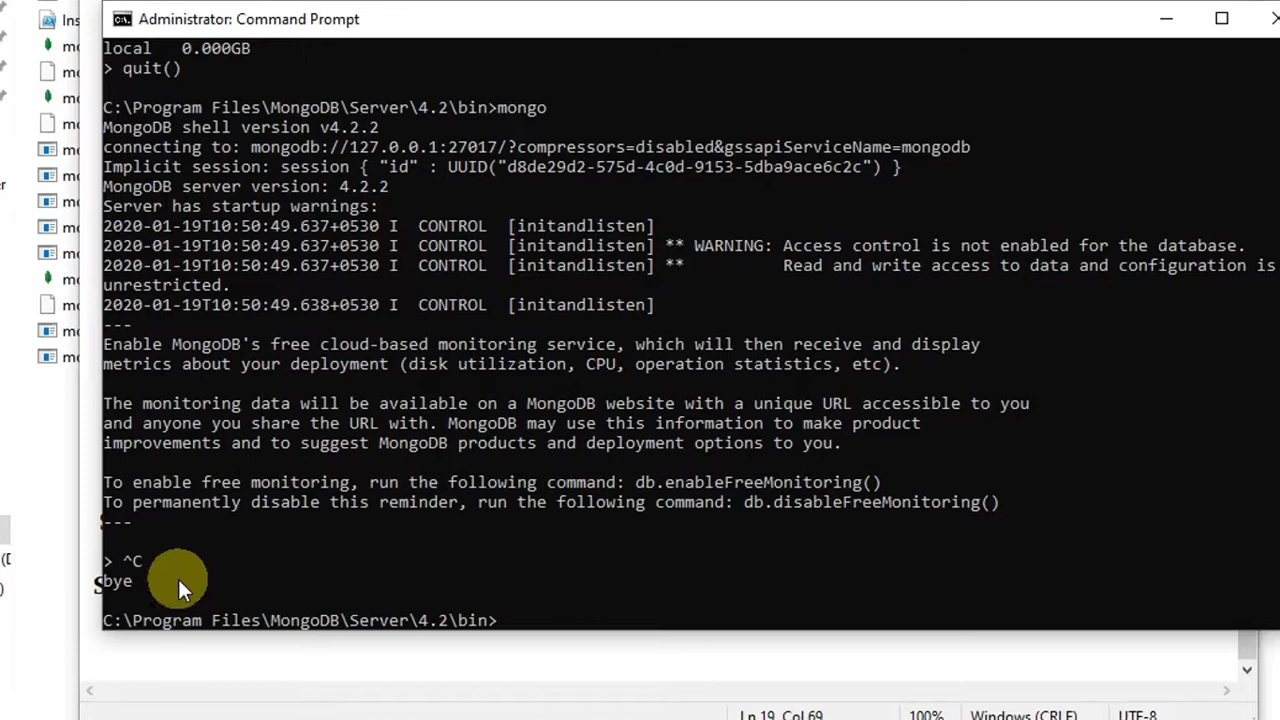 Administrator: Command Prompt
Ins
local 0.000GB
> quit()
C:\Program Files\MongoDB\Server\4.2\bin>mongo
MongoDB shell version v4.2.2
connecting to: mongodb://127.0.0.1:27017/?compressors=disabled&gssapiServiceName=mongodb
Implicit session: session { "id" : UUID("d8de29d2-575d-4c0d-9153-5dba9ace6c2c") }
MongoDB server version: 4.2.2
Server has startup warnings:
2020-01-19T10:50:49.637+0530 I CONTROL [initandlisten]
2020-01-19T10:50:49.637+0530 I CONTROL [initandlisten] ** WARNING: Access control is not enabled for the database.
2020-01-19T10:50:49.637+0530 I CONTROL [initandlisten] ** Read and write access to data and configuration is
unrestricted.
2020-01-19T10:50:49.638+0530 I CONTROL [initandlisten]
---
Enable MongoDB's free cloud-based monitoring service, which will then receive and display
metrics about your deployment (disk utilization, CPU, operation statistics, etc).
The monitoring data will be available on a MongoDB website with a unique URL accessible to you
and anyone you share the URL with. MongoDB may use this information to make product
improvements and to suggest MongoDB products and deployment options to you.
To enable free monitoring, run the following command: db.enableFreeMonitoring()
To permanently disable this reminder, run the following command: db.disableFreeMonitoring()
---
> ^C
bye
C:\Program Files\MongoDB\Server\4.2\bin>
Ln 19, Col 69 100% Windows (CRLF) UTF-8